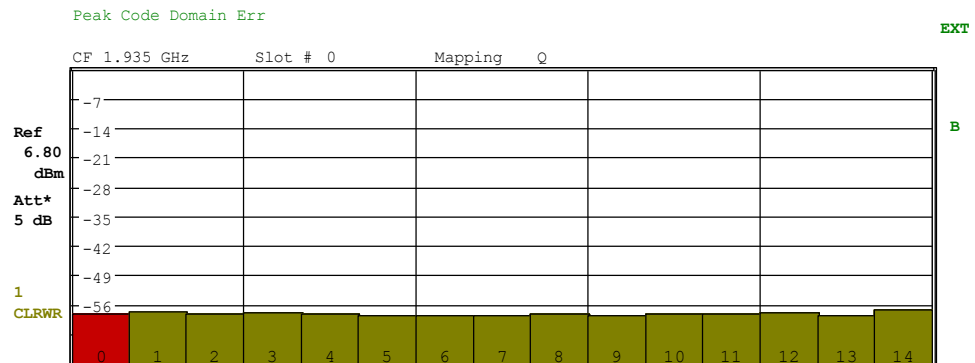 Peak Code Domain Err
EXT
CF 1.935 GHz Slot # 0 Mapping Q
-7
Ref -14 B
6.80
-21
dBm
-28
Att*
5 dB -35
-42
-49
1
-56
CLRWR
0 1 2 3 4 5 6 7 8 9 10 11 12 13 14